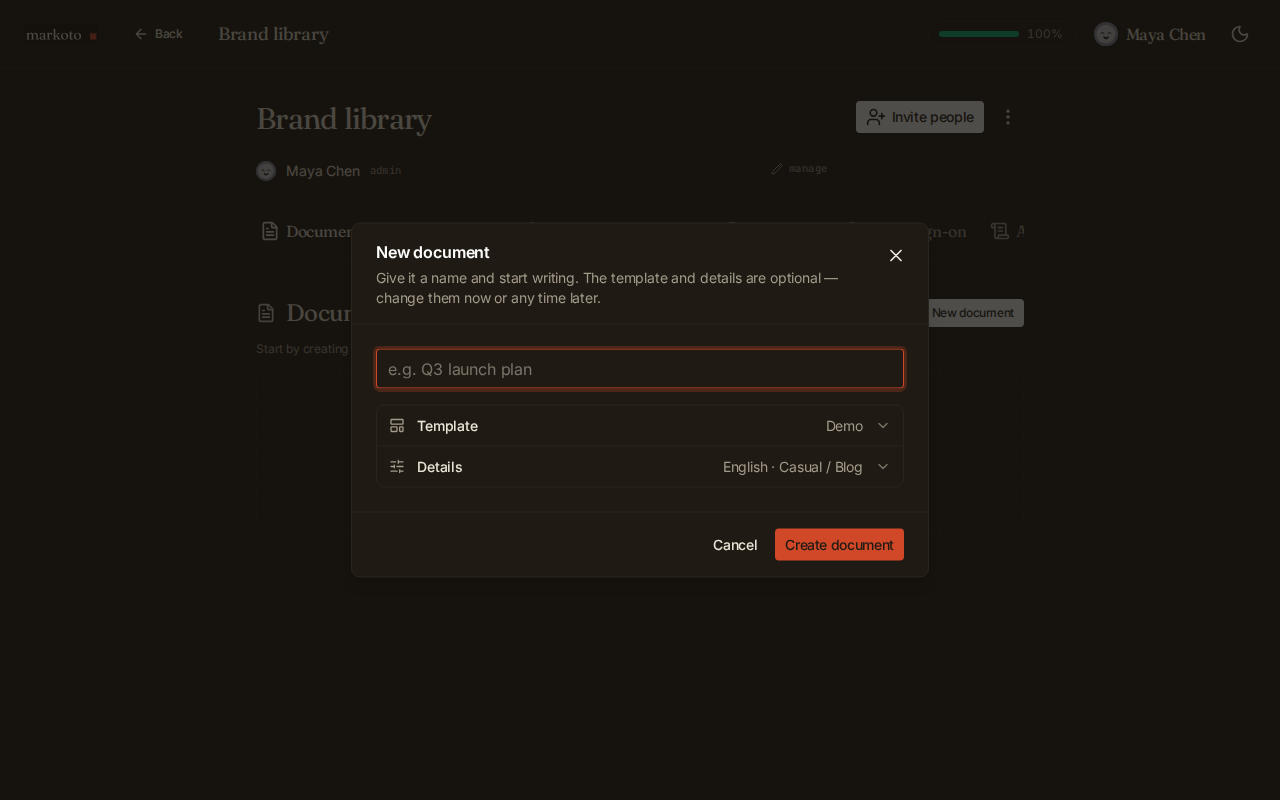 markoto
Back
Brand library
100%
Maya Chen
Brand library
Invite people
Maya Chen admin
manage
New document
Give it a name and start writing. The template and details are optional —
change them now or any time later.
New document
Start by creating
e.g. Q3 launch plan
Template
Demo
Details
English · Casual / Blog
Cancel
Create document